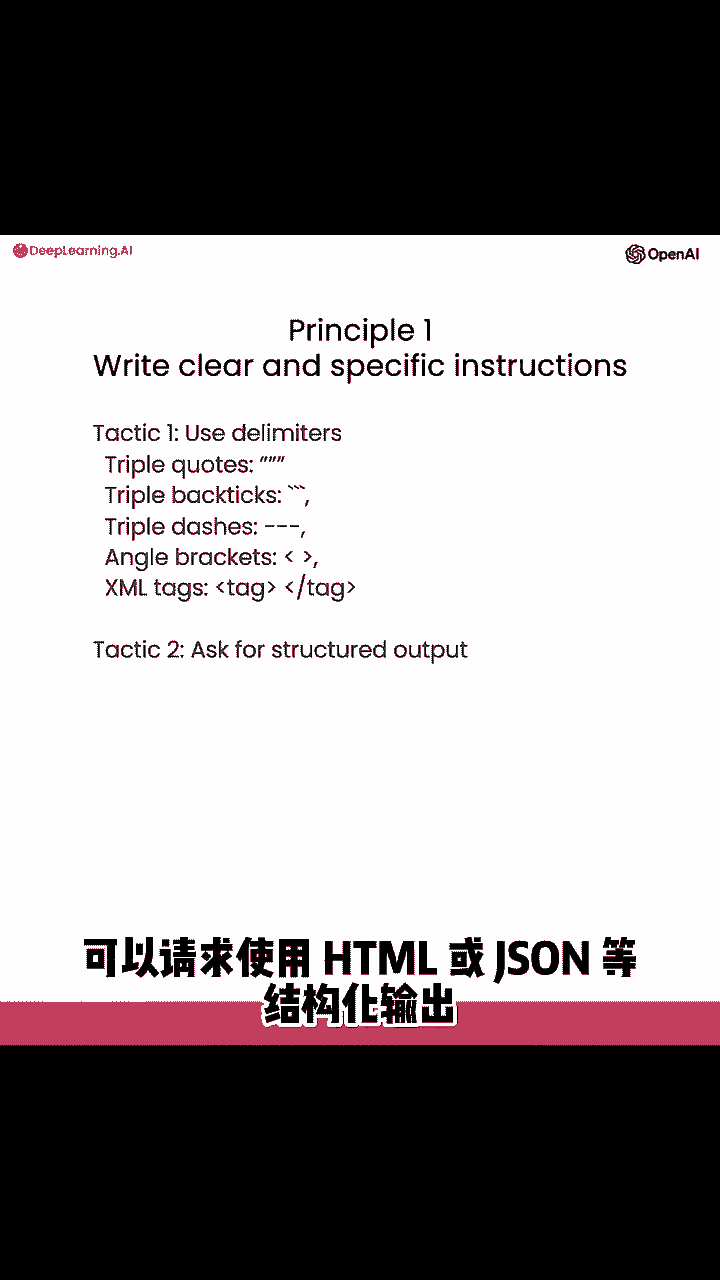 DeepLearning.AI
OpenAI
Principle 1
Write clear and specific instructions
Tactic 1: Use delimiters
Triple quotes: """
Triple backticks: ```,
Triple dashes: ---,
Angle brackets: < >,
XML tags: <tag> </tag>
Tactic 2: Ask for structured output
可以请求使用 HTML 或 JSON 等
结构化输出